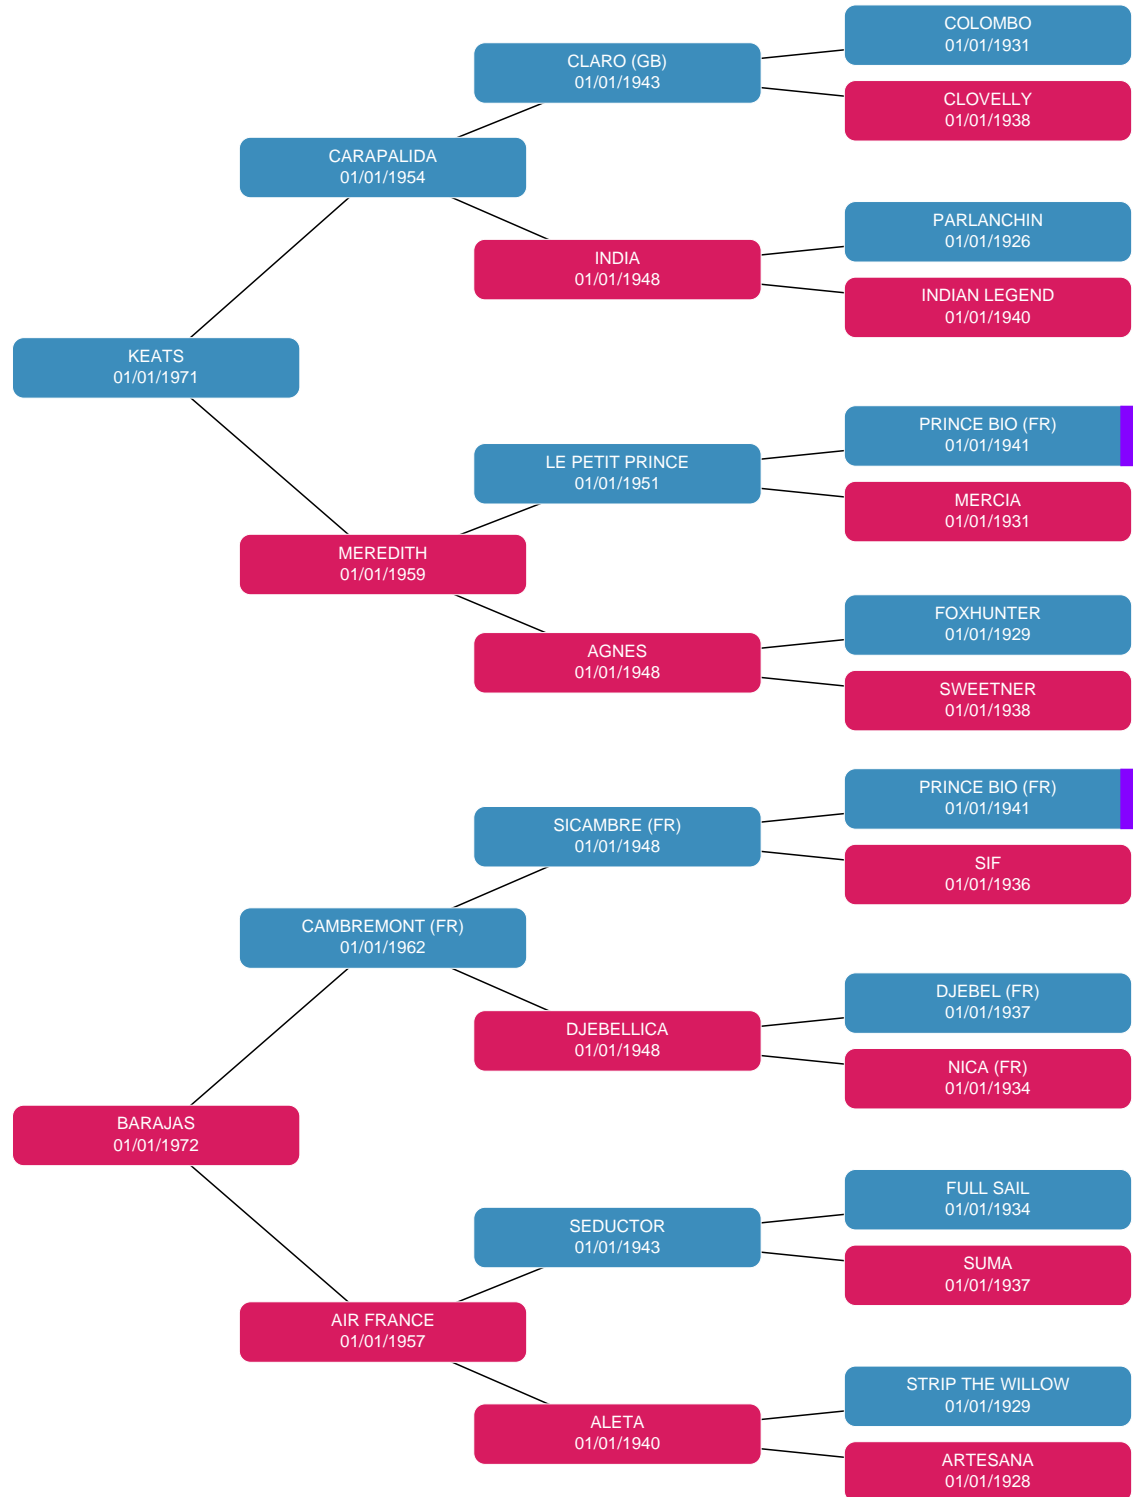 COLOMBO
01/01/1931
CLARO (GB)
01/01/1943
CLOVELLY
01/01/1938
CARAPALIDA
01/01/1954
PARLANCHIN
01/01/1926
INDIA
01/01/1948
INDIAN LEGEND
01/01/1940
KEATS
01/01/1971
PRINCE BIO (FR)
01/01/1941
LE PETIT PRINCE
01/01/1951
MERCIA
01/01/1931
MEREDITH
01/01/1959
FOXHUNTER
01/01/1929
AGNES
01/01/1948
SWEETNER
01/01/1938
PRINCE BIO (FR)
01/01/1941
SICAMBRE (FR)
01/01/1948
SIF
01/01/1936
CAMBREMONT (FR)
01/01/1962
DJEBEL (FR)
01/01/1937
DJEBELLICA
01/01/1948
NICA (FR)
01/01/1934
BARAJAS
01/01/1972
FULL SAIL
01/01/1934
SEDUCTOR
01/01/1943
SUMA
01/01/1937
AIR FRANCE
01/01/1957
STRIP THE WILLOW
01/01/1929
ALETA
01/01/1940
ARTESANA
01/01/1928